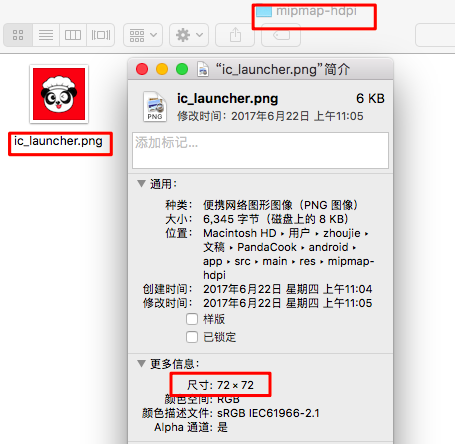 mipmap-hdpi
"ic_launcher.png"简介
ic_launcher.png
PNG
ic_launcher.png 6 KB
修改时间：2017年6月22日 上午11:05
添加标记...
通用：
种类：便携网络图形图像（PNG 图像）
大小：6,345 字节（磁盘上的 8 KB）
位置：Macintosh HD ▸ 用户 ▸ zhoujie ▸
文稿 ▸ PandaCook ▸ android ▸
app ▸ src ▸ main ▸ res ▸ mipmap-
hdpi
创建时间：2017年6月22日 星期四 上午11:04
修改时间：2017年6月22日 星期四 上午11:05
样版
已锁定
更多信息：
尺寸：72 × 72
颜色空间：RGB
颜色描述文件：sRGB IEC61966-2.1
Alpha 通道：是